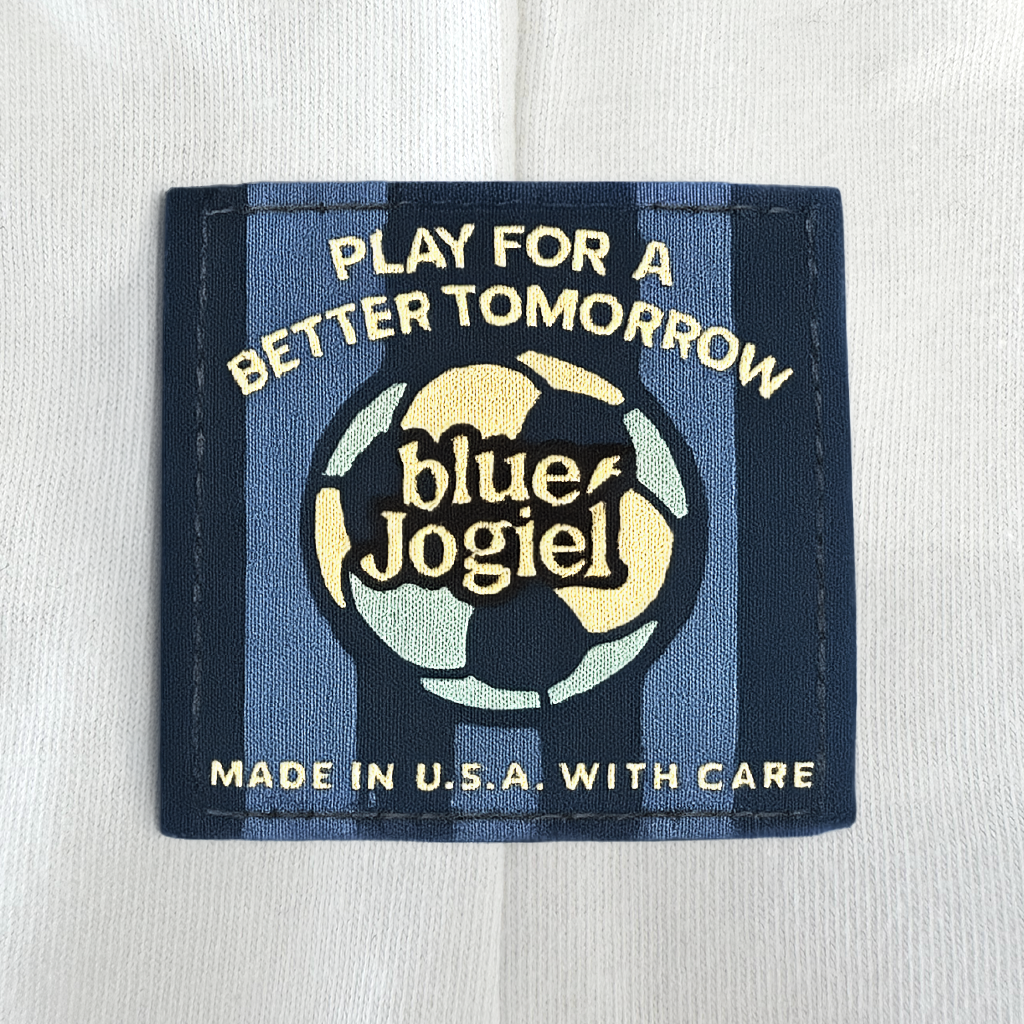 PLAY FOR A
BETTER TOMORROW
blue
Jogiel
MADE IN U.S.A. WITH CARE